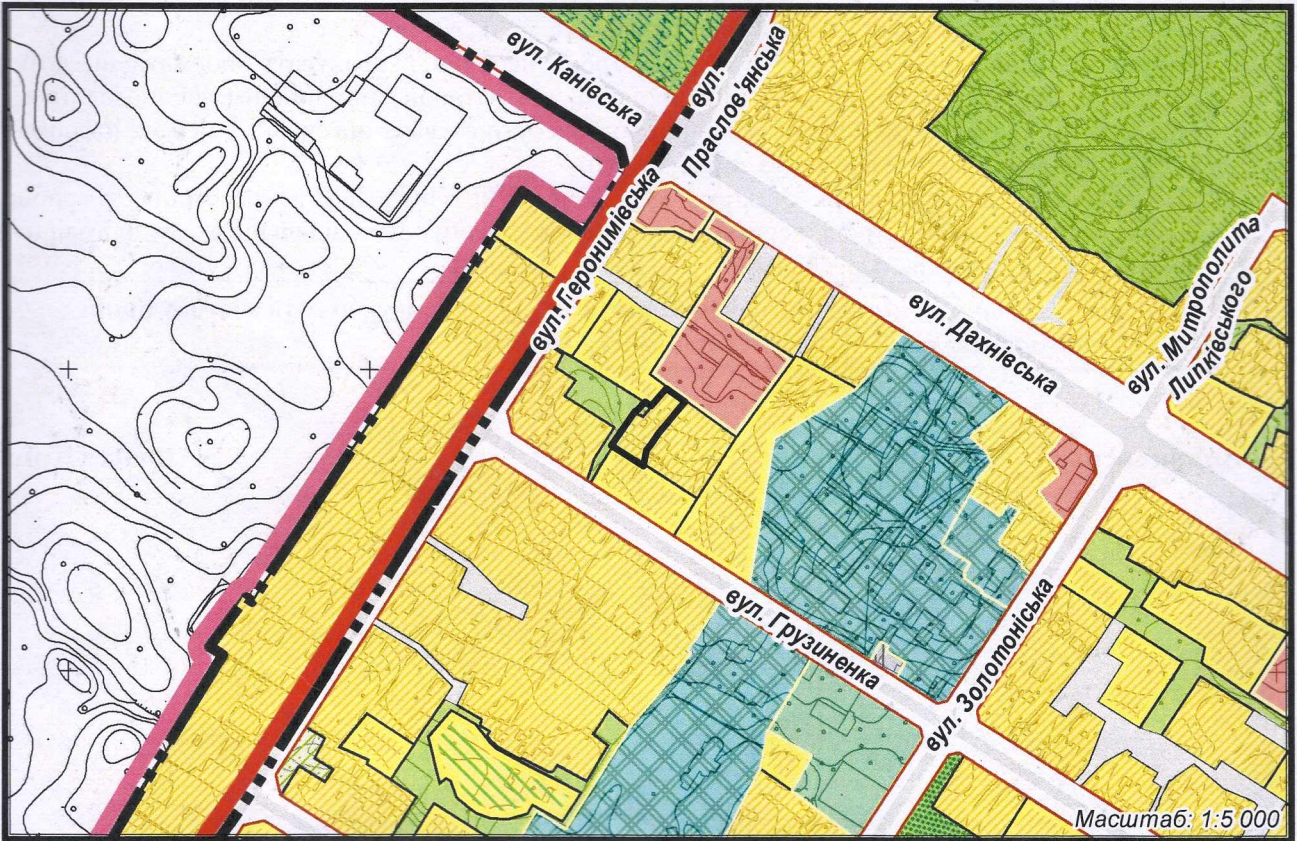 вул. Канівська
вул.
Праслов'янська
вул. Геронимівська
вул. Дахнівська
вул. Митрополита
Липківського
вул. Грузиненка
вул. Золотоніська
Масштаб: 1:5 000